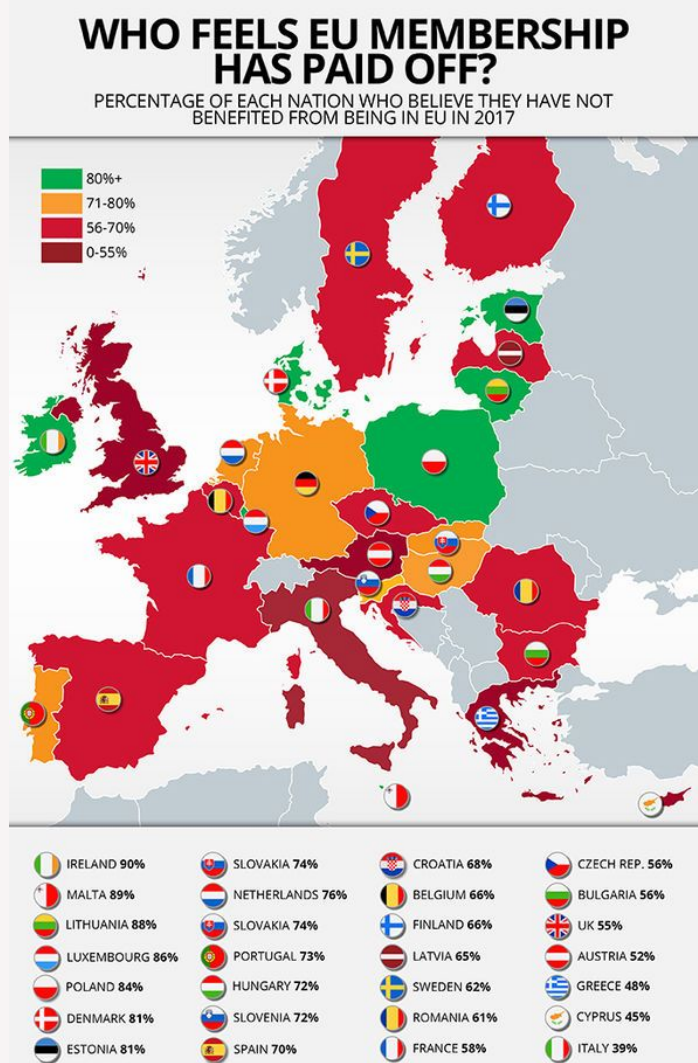 WHO FEELS EU MEMBERSHIP
HAS PAID OFF?
PERCENTAGE OF EACH NATION WHO BELIEVE THEY HAVE NOT
BENEFITED FROM BEING IN EU IN 2017
80%+
71-80%
56-70%
0-55%
IRELAND 90%
MALTA 89%
LITHUANIA 88%
LUXEMBOURG 86%
POLAND 84%
DENMARK 81%
ESTONIA 81%
SLOVAKIA 74%
NETHERLANDS 76%
SLOVAKIA 74%
PORTUGAL 73%
HUNGARY 72%
SLOVENIA 72%
SPAIN 70%
CROATIA 68%
BELGIUM 66%
FINLAND 66%
LATVIA 65%
SWEDEN 62%
ROMANIA 61%
FRANCE 58%
CZECH REP. 56%
BULGARIA 56%
UK 55%
AUSTRIA 52%
GREECE 48%
CYPRUS 45%
ITALY 39%